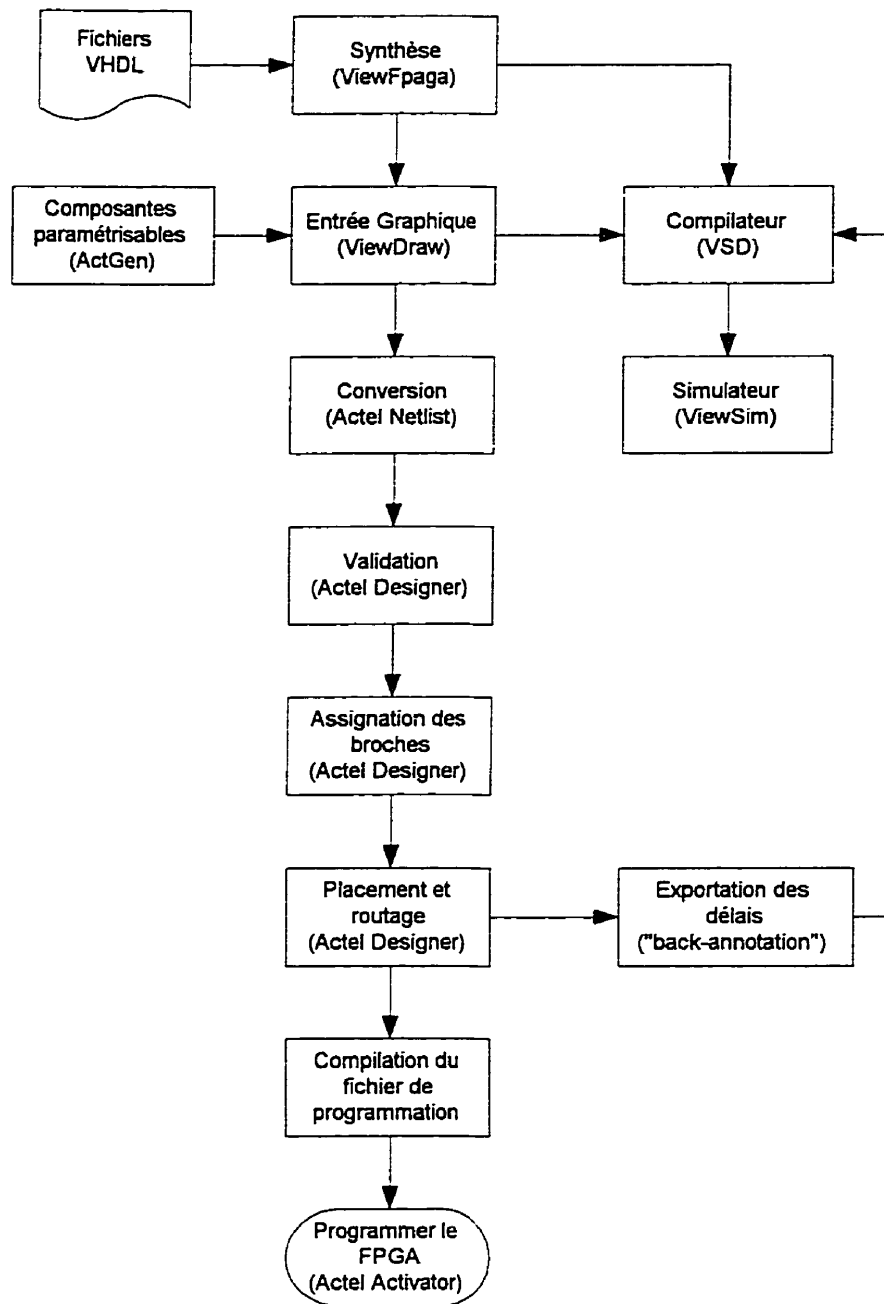 Fichiers
VHDL
Synthèse
(ViewFpaga)
Composantes
paramétrisables
(ActGen)
Entrée Graphique
(ViewDraw)
Compilateur
(VSD)
Conversion
(Actel Netlist)
Simulateur
(ViewSim)
Validation
(Actel Designer)
Assignation des
broches
(Actel Designer)
Placement et
routage
(Actel Designer)
Exportation des
délais
("back-annotation")
Compilation du
fichier de
programmation
Programmer le
FPGA
(Actel Activator)